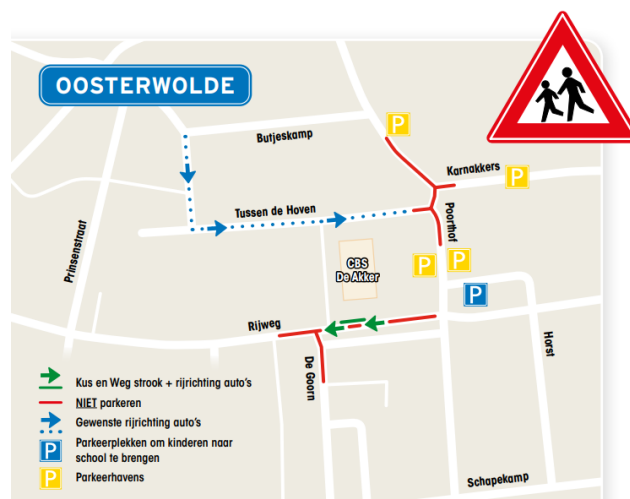 OOSTERWOLDE
Butjeskamp
P
Karnakkers
P
Tussen de Hoven
Poorthof
Prinsenstraat
CBS
De Akker
P
P
P
Rijweg
De Goorn
Horst
Kus en Weg strook + rijrichting auto's
NIET parkeren
Gewenste rijrichting auto's
P
Parkeerplekken om kinderen naar
school te brengen
P
Parkeerhavens
Schapekamp